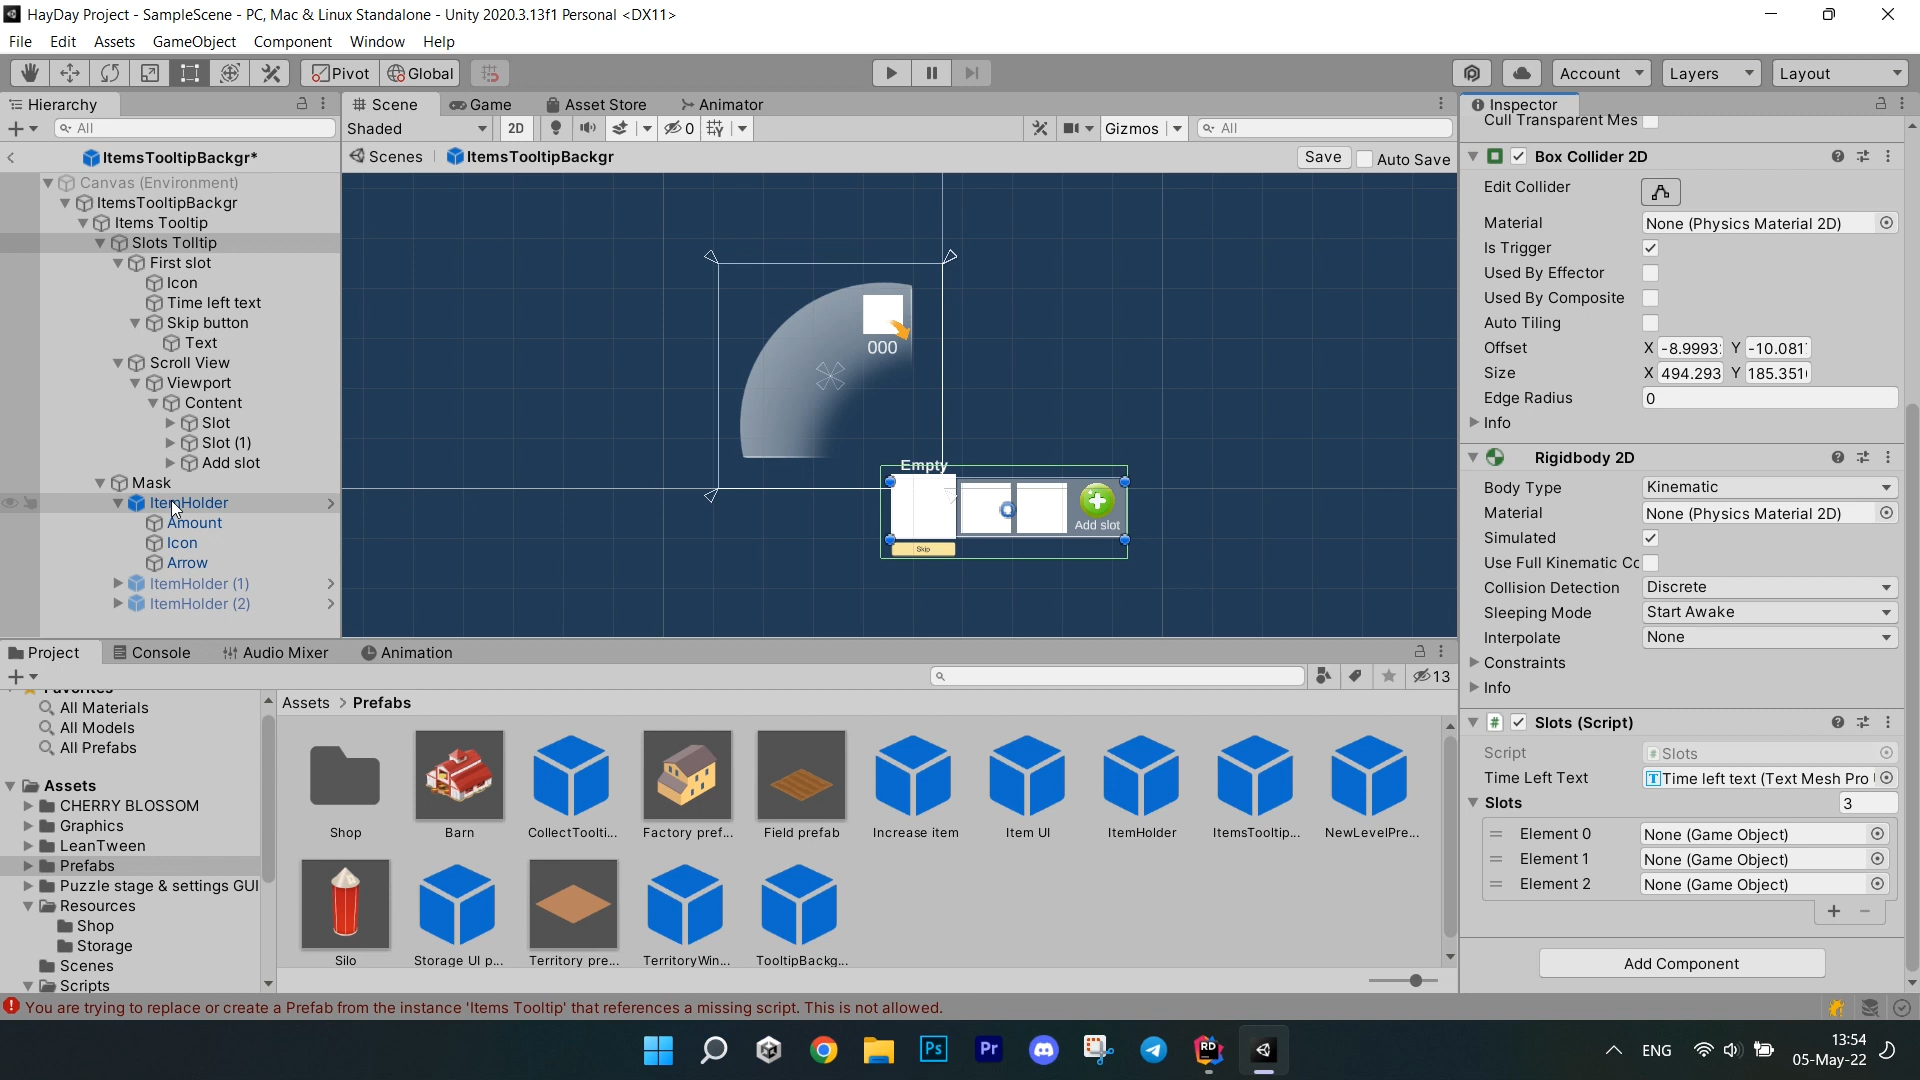 HayDay Project - SampleScene - PC, Mac & Linux Standalone - Unity 2020.3.13f1 Personal <DX11>
File Edit Assets GameObject Component Window Help
Pivot Global Account Layers Layout
Hierarchy
All
ItemsTooltipBackgr*
Canvas (Environment)
ItemsTooltipBackgr
Items Tooltip
Slots Tolltip
First slot
Icon
Time left text
Skip button
Text
Scroll View
Viewport
Content
Slot
Slot (1)
Add slot
Mask
ItemHolder
Amount
Icon
Arrow
ItemHolder (1)
ItemHolder (2)
Scene Game Asset Store Animator
Shaded 2D 0 Gizmos All
Scenes ItemsTooltipBackgr Save Auto Save
000
Empty
Skip
Add slot
Inspector
Cull Transparent Mes
Box Collider 2D
Edit Collider
Material None (Physics Material 2D)
Is Trigger
Used By Effector
Used By Composite
Auto Tiling
Offset X -8.9993 Y -10.081
Size X 494.293 Y 185.351
Edge Radius 0
Info
Rigidbody 2D
Body Type Kinematic
Material None (Physics Material 2D)
Simulated
Use Full Kinematic Co
Collision Detection Discrete
Sleeping Mode Start Awake
Interpolate None
Constraints
Info
Slots (Script)
Script Slots
Time Left Text Time left text (Text Mesh Pro
Slots 3
Element 0 None (Game Object)
Element 1 None (Game Object)
Element 2 None (Game Object)
Add Component
Project Console Audio Mixer Animation
13
Favorites
All Materials
All Models
All Prefabs
Assets
CHERRY BLOSSOM
Graphics
LeanTween
Prefabs
Puzzle stage & settings GUI
Resources
Shop
Storage
Scenes
Scripts
Assets > Prefabs
Shop Barn CollectToolti... Factory pref... Field prefab Increase item Item UI ItemHolder ItemsTooltip... NewLevelPre...
Silo Storage UI p... Territory pre... TerritoryWin... TooltipBackg...
You are trying to replace or create a Prefab from the instance 'Items Tooltip' that references a missing script. This is not allowed.
Ps Pr RD
ENG
13:54
05-May-22